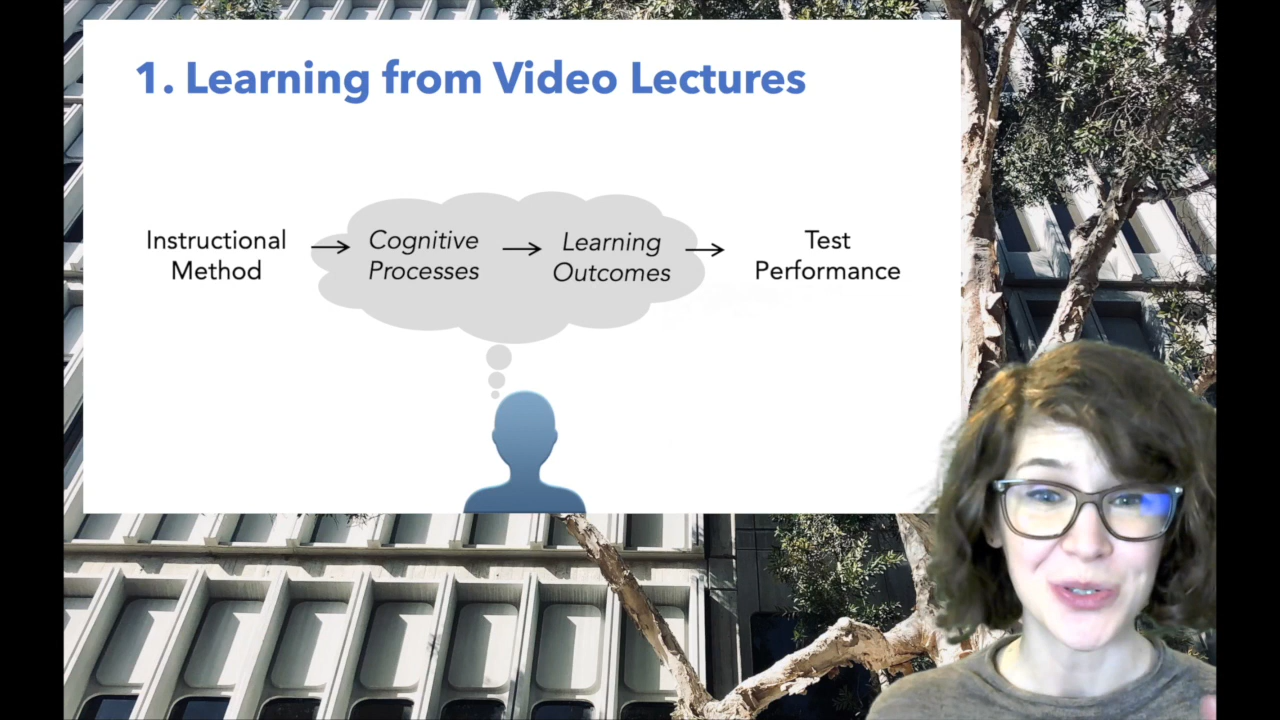 1. Learning from Video Lectures
Instructional
Method
Cognitive
Processes
Learning
Outcomes
Test
Performance